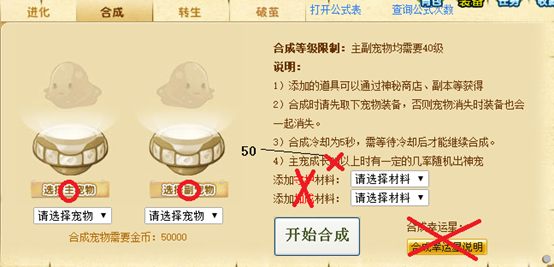 进化 合成 转生 破茧 打开公式表 查询公式次数
合成等级限制：主副宠物均需要40级
说明：
1）添加的道具可以通过神秘商店、副本等获得
2）合成时请先取下宠物装备，否则宠物消失时装备也会
一起消失。
3）合成冷却为5秒，需等待冷却后才能继续合成。
50
4）主宠成长 以上时有一定的几率随机出神宠
选择主宠物 选择副宠物
添加 材料： 请选择材料
添加 材料： 请选择材料
请选择宠物 请选择宠物
合成宠物需要金币：50000
开始合成
合成幸运星：
合成幸运星说明